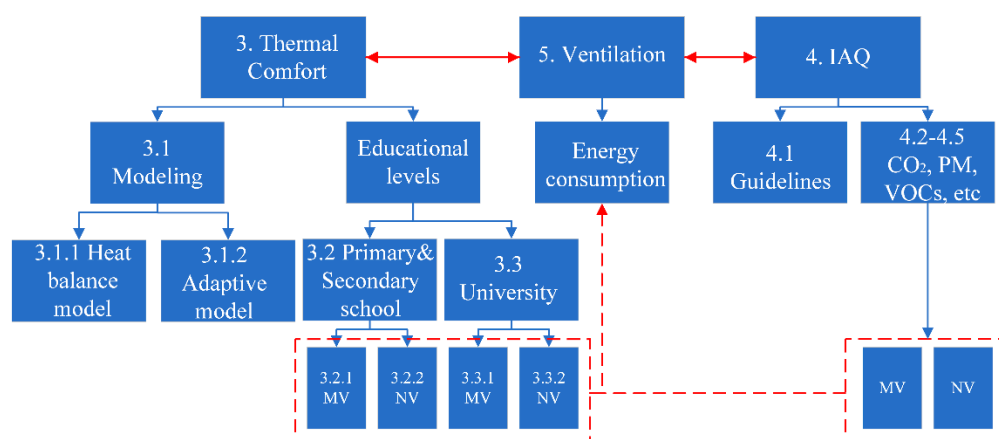 3. Thermal
Comfort
5. Ventilation
4. IAQ
3.1
Modeling
Educational
levels
Energy
consumption
4.1
Guidelines
4.2-4.5
CO₂, PM,
VOCs, etc
3.1.1 Heat
balance
model
3.1.2
Adaptive
model
3.2 Primary&
Secondary
school
3.3
University
3.2.1
MV
3.2.2
NV
3.3.1
MV
3.3.2
NV
MV
NV